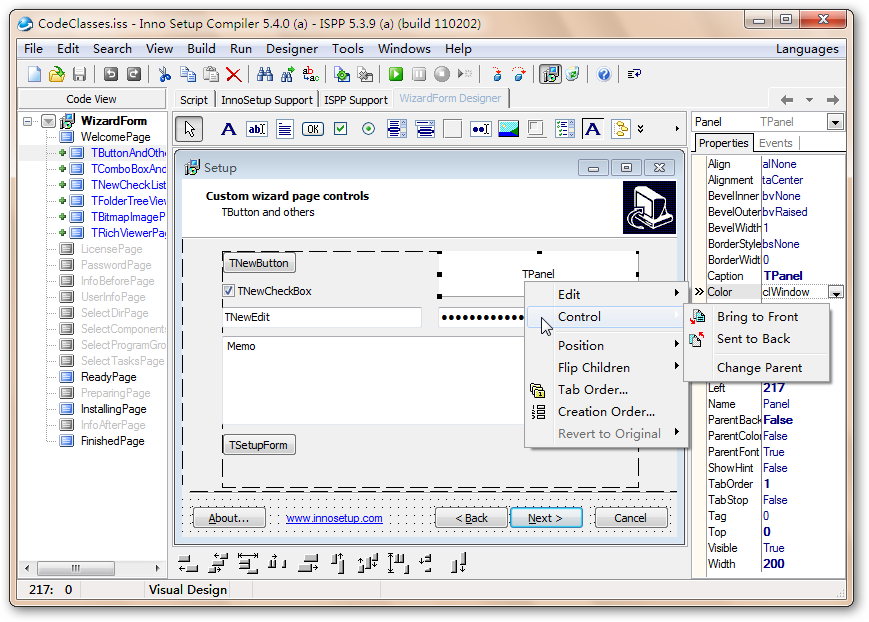 CodeClasses.iss - Inno Setup Compiler 5.4.0 (a) - ISPP 5.3.9 (a) (build 110202)
File Edit Search View Build Run Designer Tools Windows Help Languages
Code View
Script InnoSetup Support ISPP Support WizardForm Designer
WizardForm
WelcomePage
TButtonAndOthe
TComboBoxAnd
TNewCheckList
TFolderTreeView
TBitmapImageP
TRichViewerPag
LicensePage
PasswordPage
InfoBeforePage
UserInfoPage
SelectDirPage
SelectComponent
SelectProgramGro
SelectTasksPage
ReadyPage
PreparingPage
InstallingPage
InfoAfterPage
FinishedPage
A abI OK A
Setup
Custom wizard page controls
TButton and others
TNewButton
TPanel
TNewCheckBox
TNewEdit
Memo
TSetupForm
About...
www.innosetup.com
< Back
Next >
Cancel
Edit
Control
Position
Flip Children
Tab Order...
Creation Order...
Revert to Original
Bring to Front
Sent to Back
Change Parent
Panel TPanel
Properties Events
Align alNone
Alignment taCenter
BevelInner bvNone
BevelOuter bvRaised
BevelWidth 1
BorderStyle bsNone
BorderWidt 0
Caption TPanel
Color clWindow
Left 217
Name Panel
ParentBack False
ParentColo False
ParentFont True
ShowHint False
TabOrder 1
TabStop False
Tag 0
Top 0
Visible True
Width 200
217: 0 Visual Design